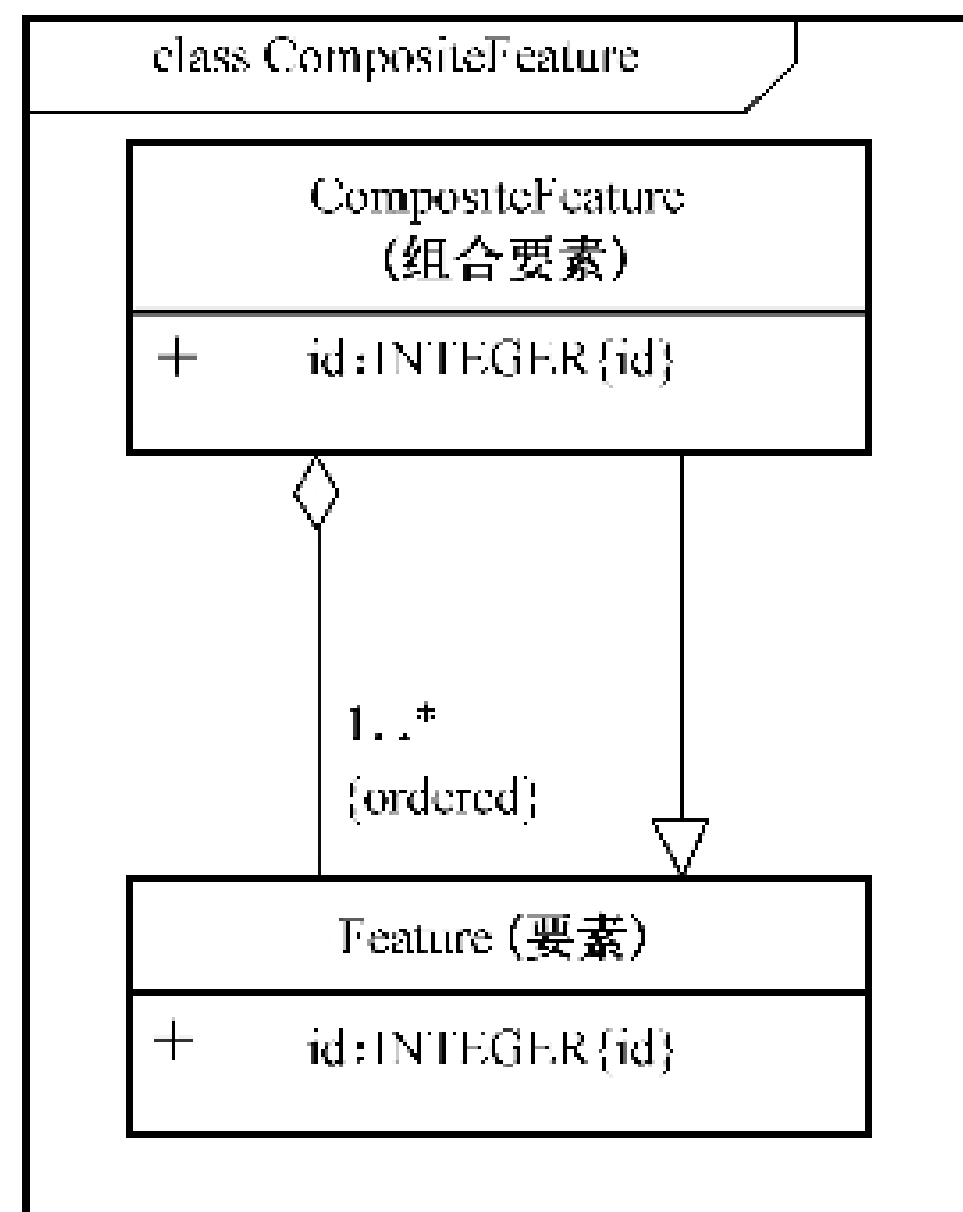 class CompositeFeature
CompositeFeature
(组合要素)
+ id:INTEGER{id}
1..*
{ordered}
Feature (要素)
+ id:INTEGER{id}